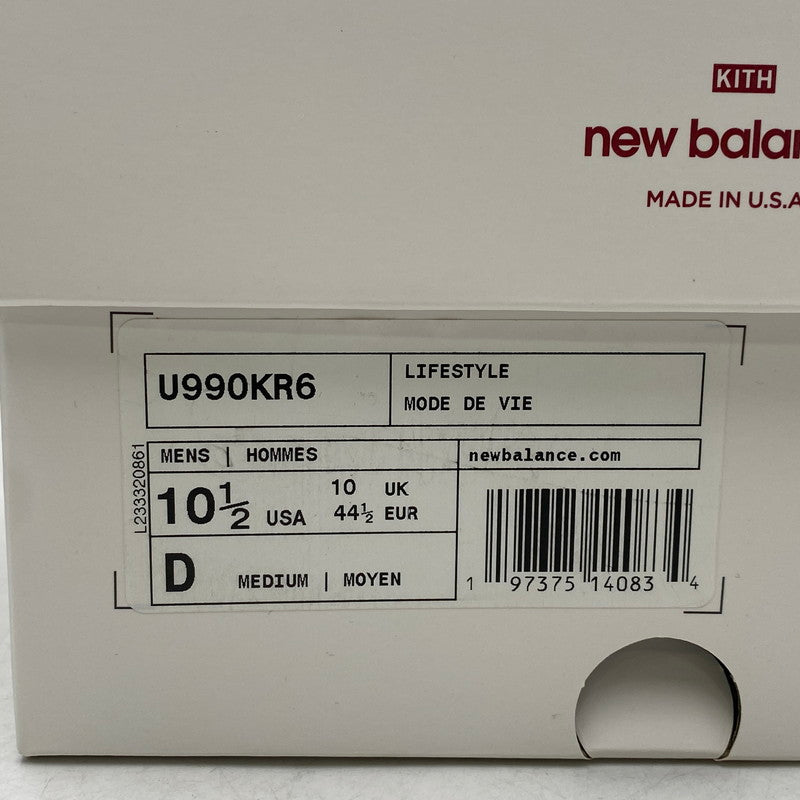 KITH
new balan
MADE IN U.S.A
U990KR6
LIFESTYLE
MODE DE VIE
MENS | HOMMES
newbalance.com
10½ USA
10 UK
44½ EUR
D MEDIUM | MOYEN
L233320861
1 97375 14083 4